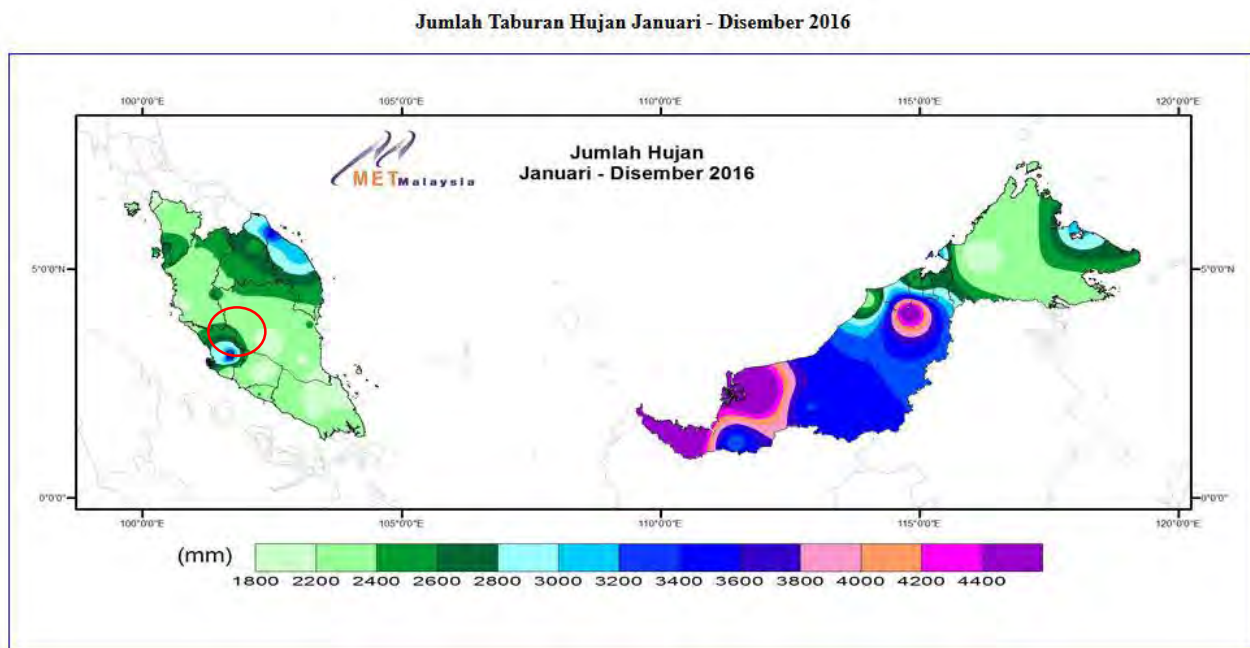 Jumlah Taburan Hujan Januari - Disember 2016
100°0'0"E 105°0'0"E 110°0'0"E 115°0'0"E 120°0'0"E
MET Malaysia
Jumlah Hujan
Januari - Disember 2016
5°0'0"N 5°0'0"N
0°0'0" 0°0'0"
100°0'0"E 105°0'0"E 110°0'0"E 115°0'0"E 120°0'0"E
(mm)
1800 2200 2400 2600 2800 3000 3200 3400 3600 3800 4000 4200 4400